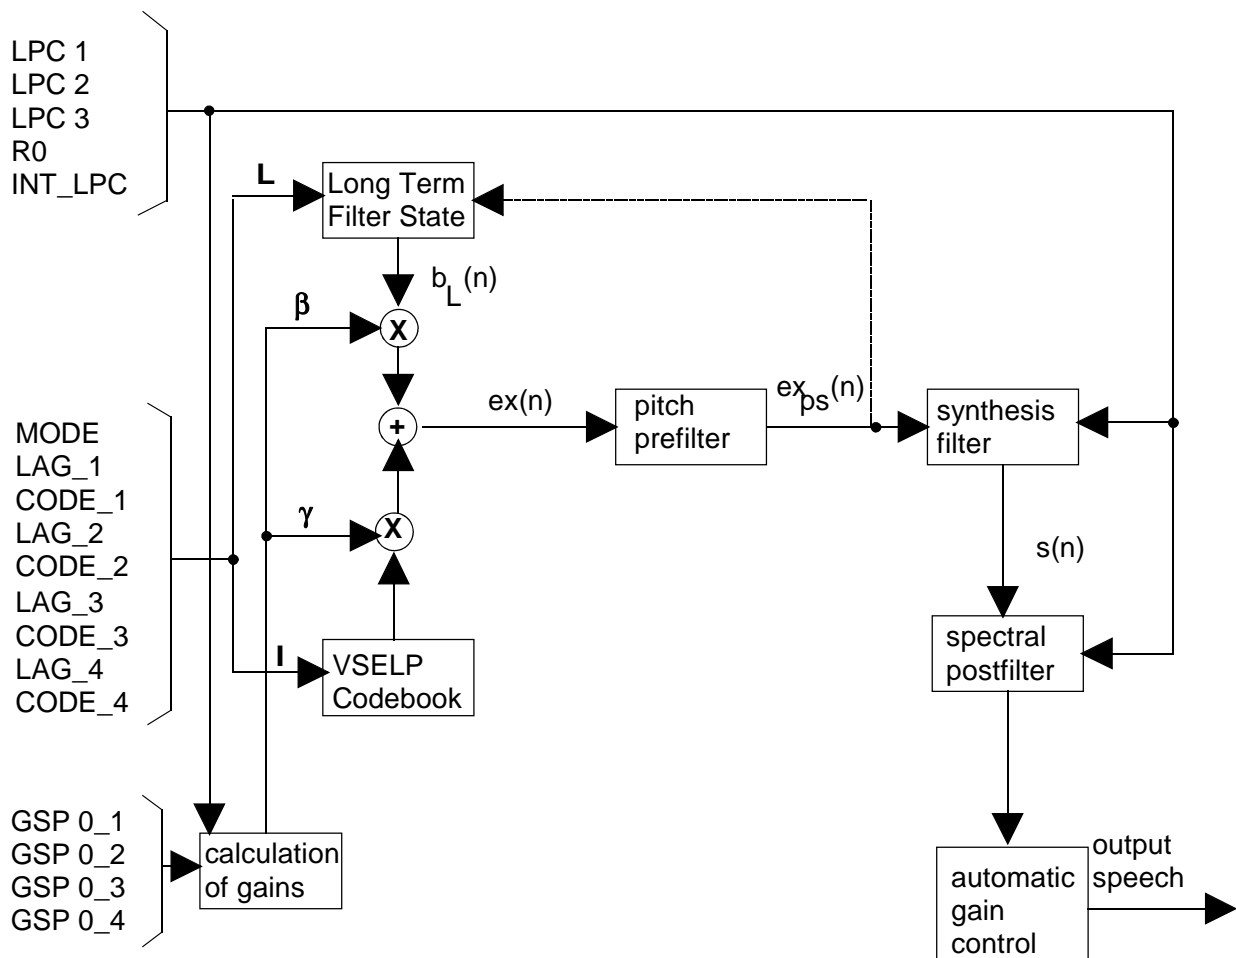 LPC 1
LPC 2
LPC 3
R0
INT_LPC
L
Long Term
Filter State
b_L(n)
β
X
+
ex(n)
pitch
prefilter
ex_ps(n)
synthesis
filter
MODE
LAG_1
CODE_1
LAG_2
CODE_2
LAG_3
CODE_3
LAG_4
CODE_4
γ
X
s(n)
I
VSELP
Codebook
spectral
postfilter
GSP 0_1
GSP 0_2
GSP 0_3
GSP 0_4
calculation
of gains
automatic
gain
control
output
speech